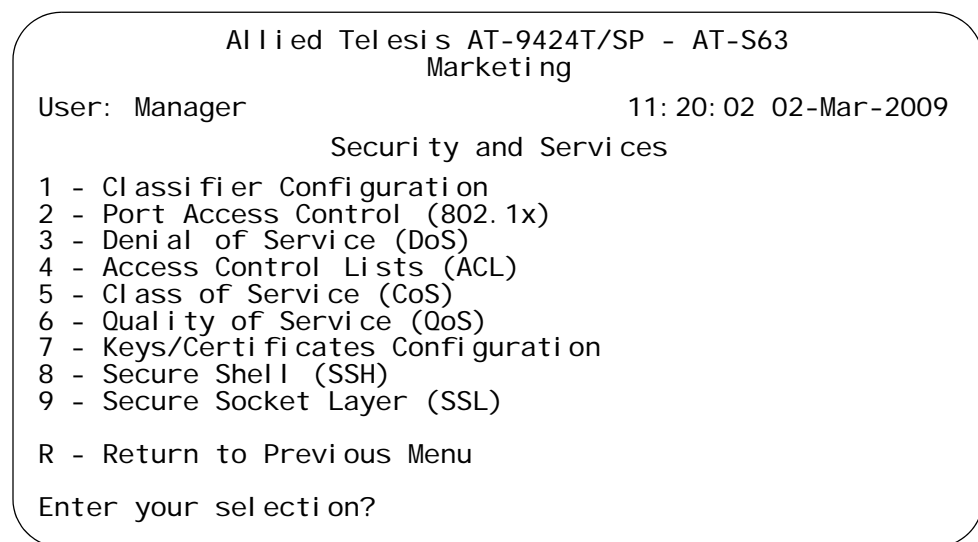 Allied Telesis AT-9424T/SP - AT-S63
Marketing
User: Manager 11:20:02 02-Mar-2009
Security and Services
1 - Classifier Configuration
2 - Port Access Control (802.1x)
3 - Denial of Service (DoS)
4 - Access Control Lists (ACL)
5 - Class of Service (CoS)
6 - Quality of Service (QoS)
7 - Keys/Certificates Configuration
8 - Secure Shell (SSH)
9 - Secure Socket Layer (SSL)
R - Return to Previous Menu
Enter your selection?